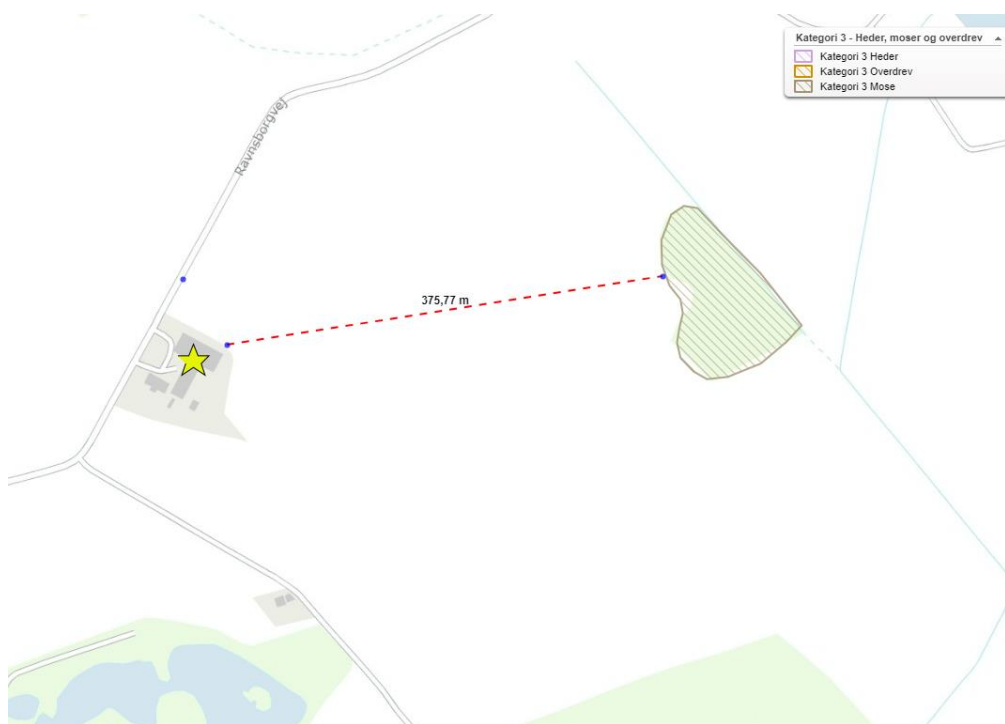 Kategori 3 - Heder, moser og overdrev
Kategori 3 Heder
Kategori 3 Overdrev
Kategori 3 Mose
Ravnsborgvej
375,77 m